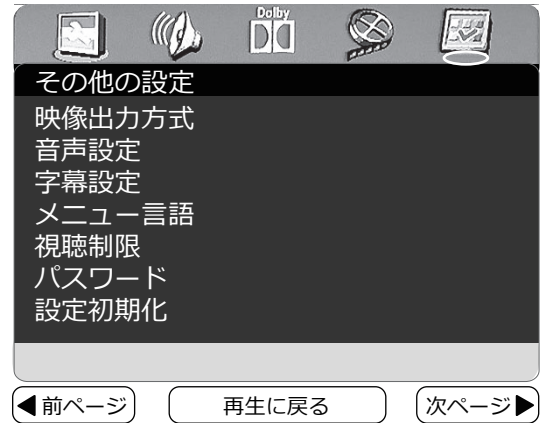 Dolby
その他の設定
映像出力方式
音声設定
字幕設定
メニュー言語
視聴制限
パスワード
設定初期化
◀前ページ
再生に戻る
次ページ▶